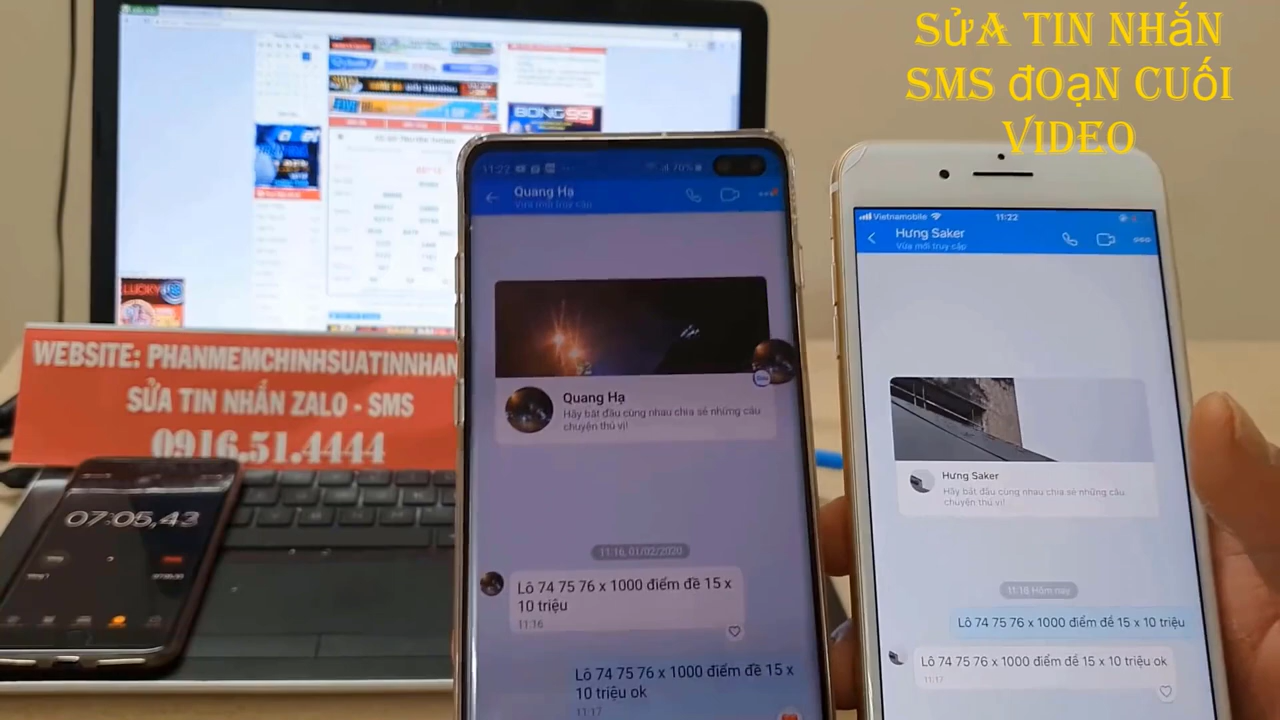 SỬA TIN NHẮN
SMS ĐOẠN CUỐI
VIDEO
BONG99
LUCKY
WEBSITE: PHANMEMCHINHSUATINNHAN
SỬA TIN NHẮN ZALO - SMS
0916.51.4444
07:05,43
11:22
70%
Quang Hạ
Vừa mới truy cập
Quang Hạ
Hãy bắt đầu cùng nhau chia sẻ những câu
chuyện thú vị!
11:16, 01/02/2020
Lô 74 75 76 x 1000 điểm đề 15 x
10 triệu
11:16
Lô 74 75 76 x 1000 điểm đề 15 x
10 triệu ok
11:17
Vietnamobile
11:22
Hưng Saker
Vừa mới truy cập
Hưng Saker
Hãy bắt đầu cùng nhau chia sẻ những câu
chuyện thú vị!
11:16 Hôm nay
Lô 74 75 76 x 1000 điểm đề 15 x 10 triệu
Lô 74 75 76 x 1000 điểm đề 15 x 10 triệu ok
11:17